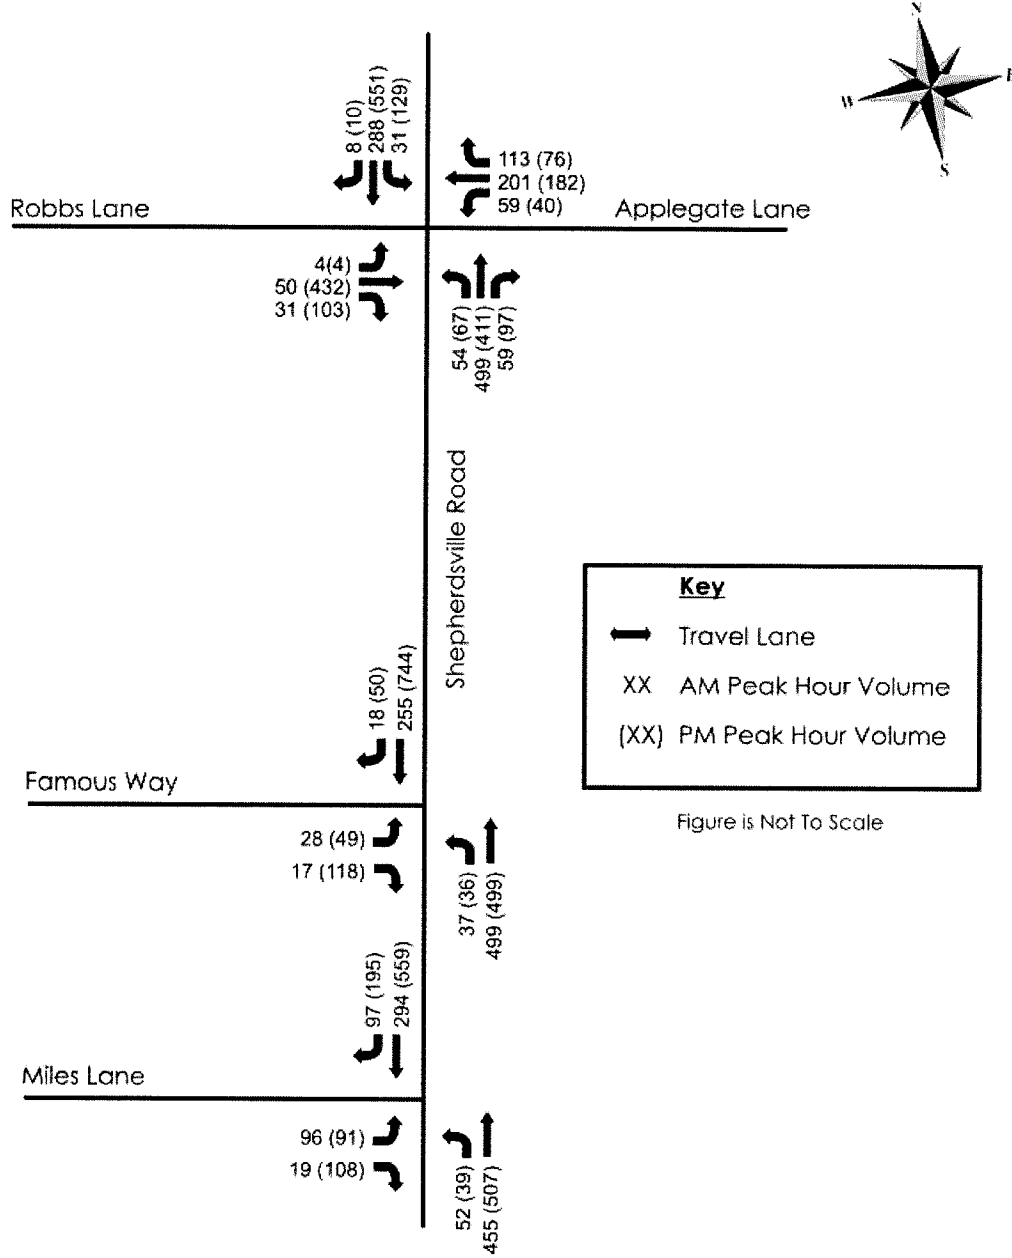 N
W
S
8 (10)
288 (551)
31 (129)
113 (76)
201 (182)
59 (40)
Robbs Lane
Applegate Lane
4(4)
50 (432)
31 (103)
54 (67)
499 (411)
59 (97)
Shepherdsville Road
Key
Travel Lane
XX AM Peak Hour Volume
(XX) PM Peak Hour Volume
Figure is Not To Scale
18 (50)
255 (744)
Famous Way
28 (49)
17 (118)
37 (36)
499 (499)
97 (195)
294 (559)
Miles Lane
96 (91)
19 (108)
52 (39)
455 (507)